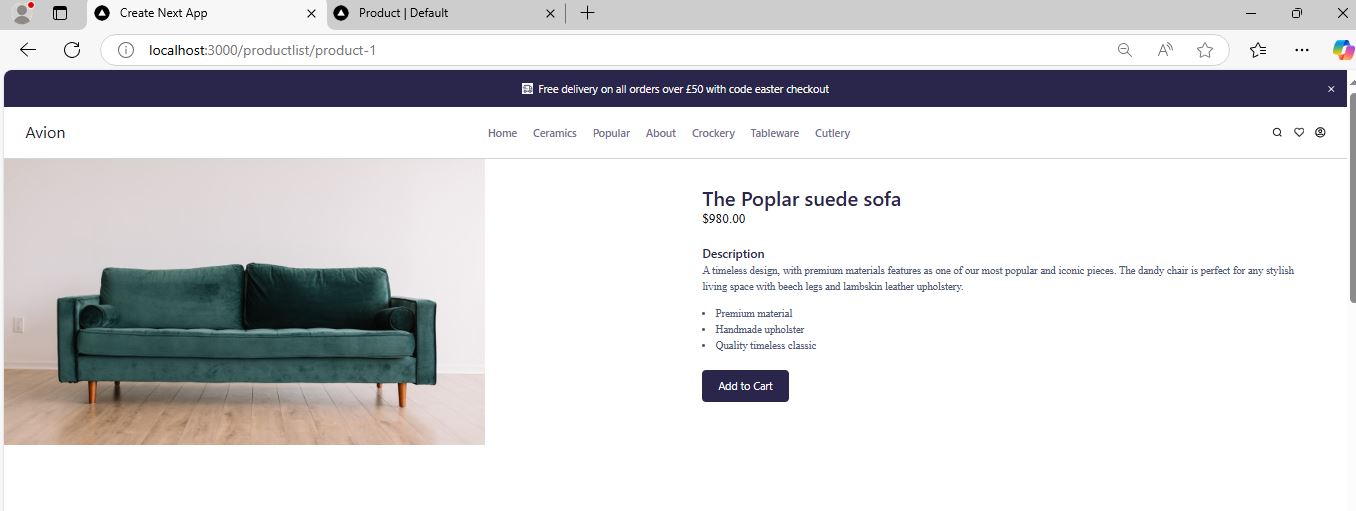 Create Next App
Product | Default
localhost:3000/productlist/product-1
Free delivery on all orders over £50 with code easter checkout
Avion
Home Ceramics Popular About Crockery Tableware Cutlery
The Poplar suede sofa
$980.00
Description
A timeless design, with premium materials features as one of our most popular and iconic pieces. The dandy chair is perfect for any stylish
living space with beech legs and lambskin leather upholstery.
• Premium material
• Handmade upholster
• Quality timeless classic
Add to Cart